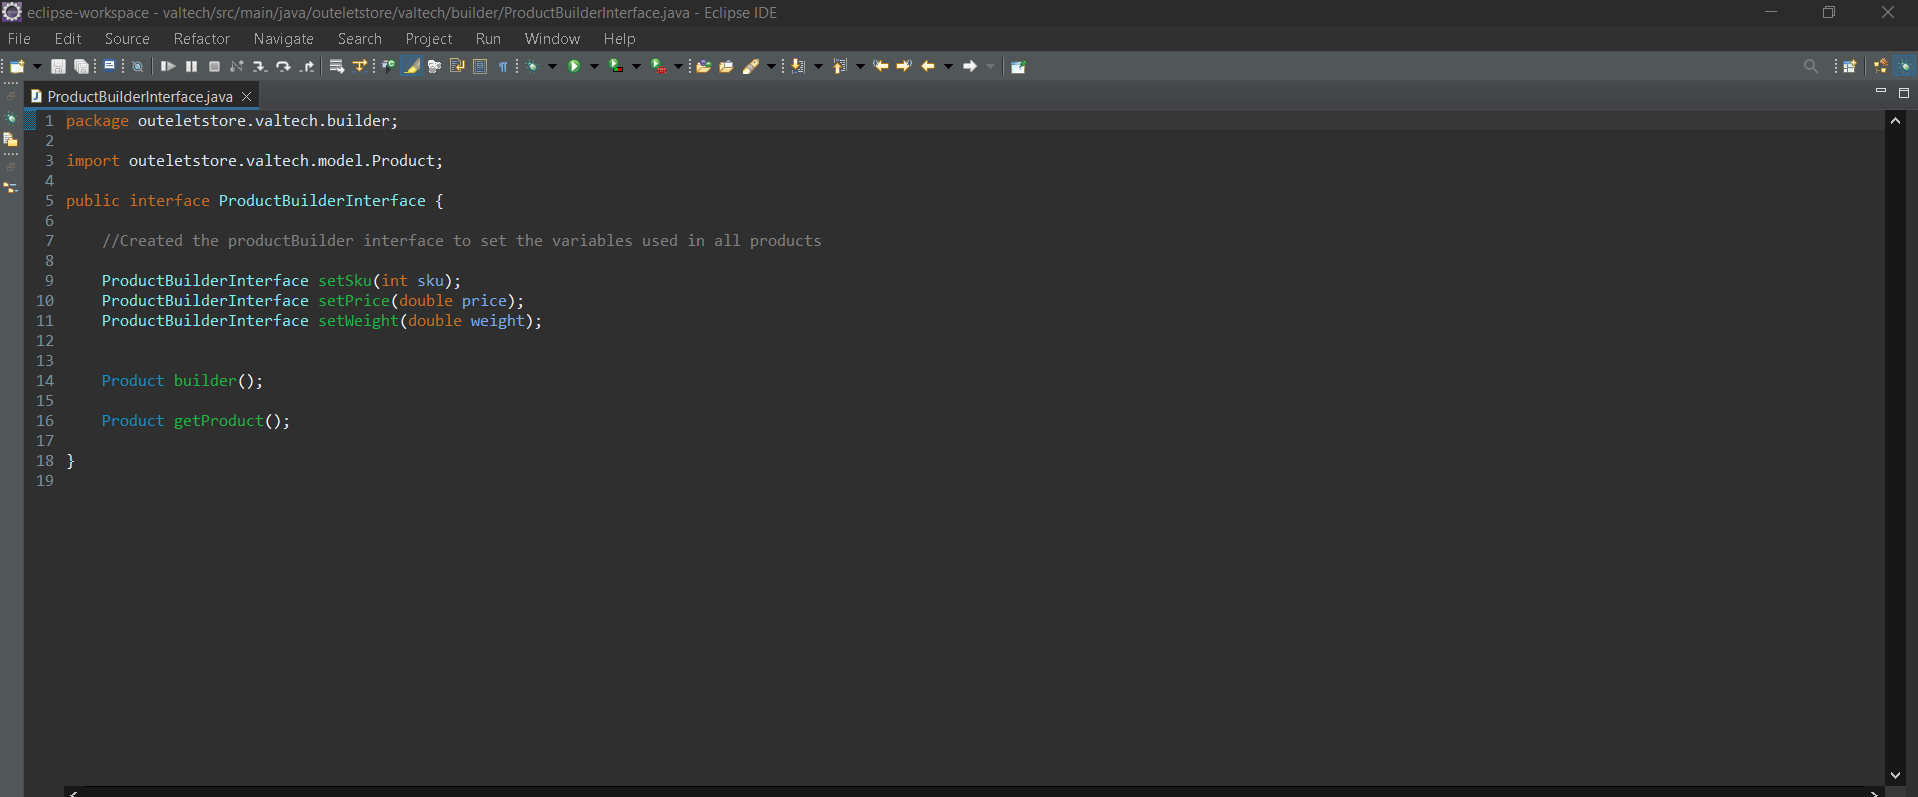 eclipse-workspace - valtech/src/main/java/outeletstore/valtech/builder/ProductBuilderInterface.java - Eclipse IDE
File Edit Source Refactor Navigate Search Project Run Window Help
ProductBuilderInterface.java
1 package outeletstore.valtech.builder;
2
3 import outeletstore.valtech.model.Product;
4
5 public interface ProductBuilderInterface {
6
7 //Created the productBuilder interface to set the variables used in all products
8
9 ProductBuilderInterface setSku(int sku);
10 ProductBuilderInterface setPrice(double price);
11 ProductBuilderInterface setWeight(double weight);
12
13
14 Product builder();
15
16 Product getProduct();
17
18 }
19